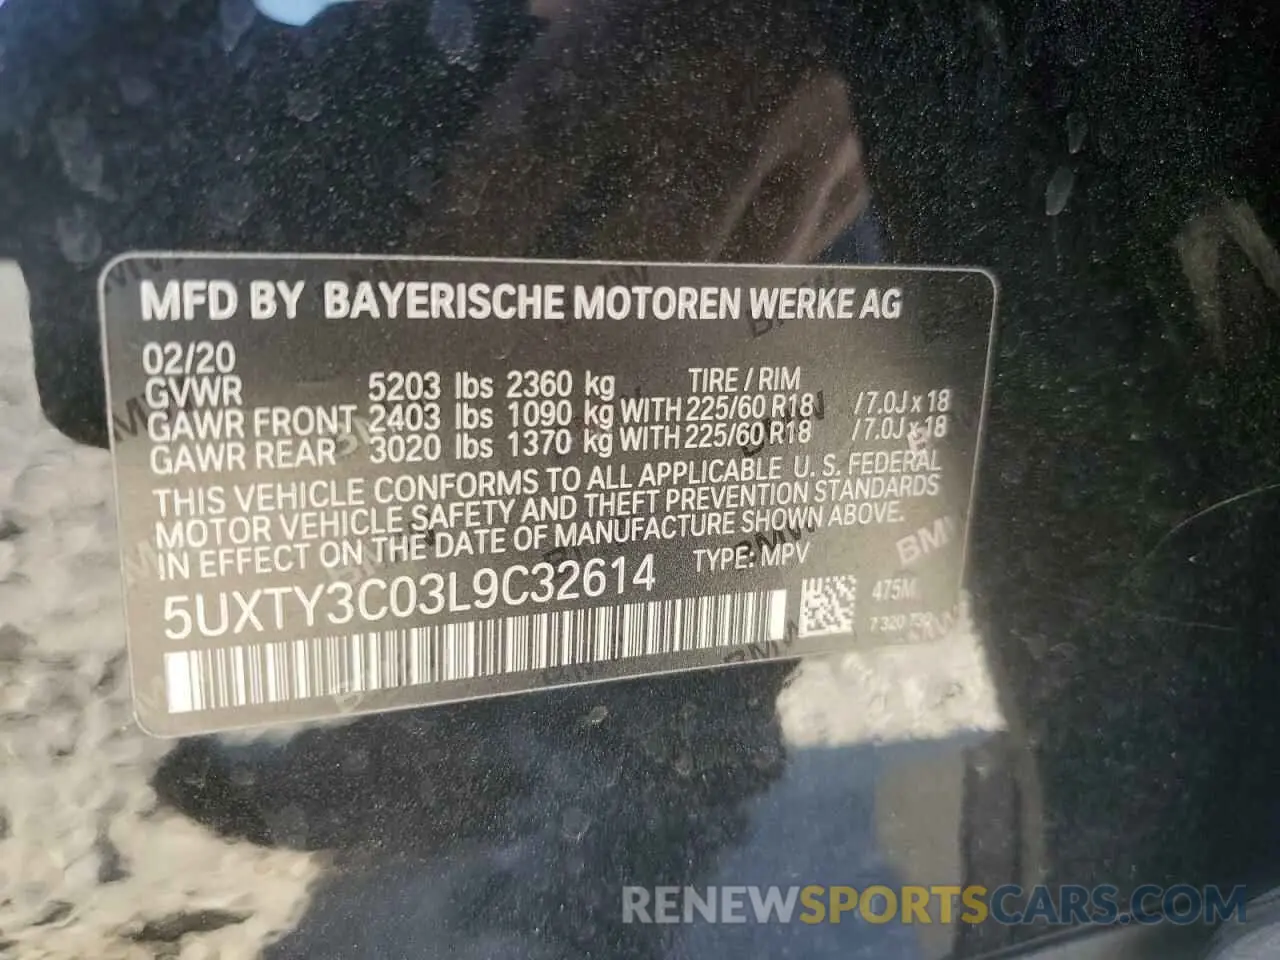 MFD BY BAYERISCHE MOTOREN WERKE AG
02/20
GVWR 5203 lbs 2360 kg TIRE / RIM
GAWR FRONT 2403 lbs 1090 kg WITH 225/60 R18 / 7.0J x 18
GAWR REAR 3020 lbs 1370 kg WITH 225/60 R18 / 7.0J x 18
THIS VEHICLE CONFORMS TO ALL APPLICABLE U. S. FEDERAL
MOTOR VEHICLE SAFETY AND THEFT PREVENTION STANDARDS
IN EFFECT ON THE DATE OF MANUFACTURE SHOWN ABOVE.
5UXTY3C03L9C32614 TYPE: MPV
475M
BMW
RENEWSPORTSCARS.COM